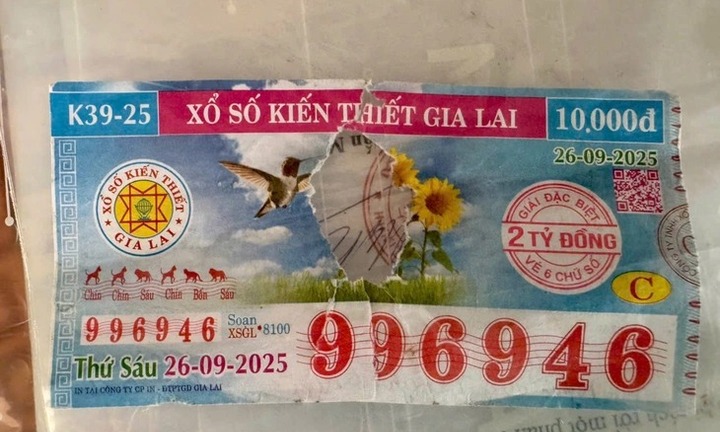 K39-25
XỔ SỐ KIẾN THIẾT GIA LAI
10,000đ
26-09-2025
XỔ SỐ KIẾN THIẾT
GIA LAI
GIẢI ĐẶC BIỆT
2 TỶ ĐỒNG
VÉ 6 CHỮ SỐ
C
Chín Chín Sáu Chín Bốn Sáu
996946
Soạn
XSGL*8100
996946
Thứ Sáu 26-09-2025
IN TẠI CÔNG TY CP IN - DTPTGD GIA LAI